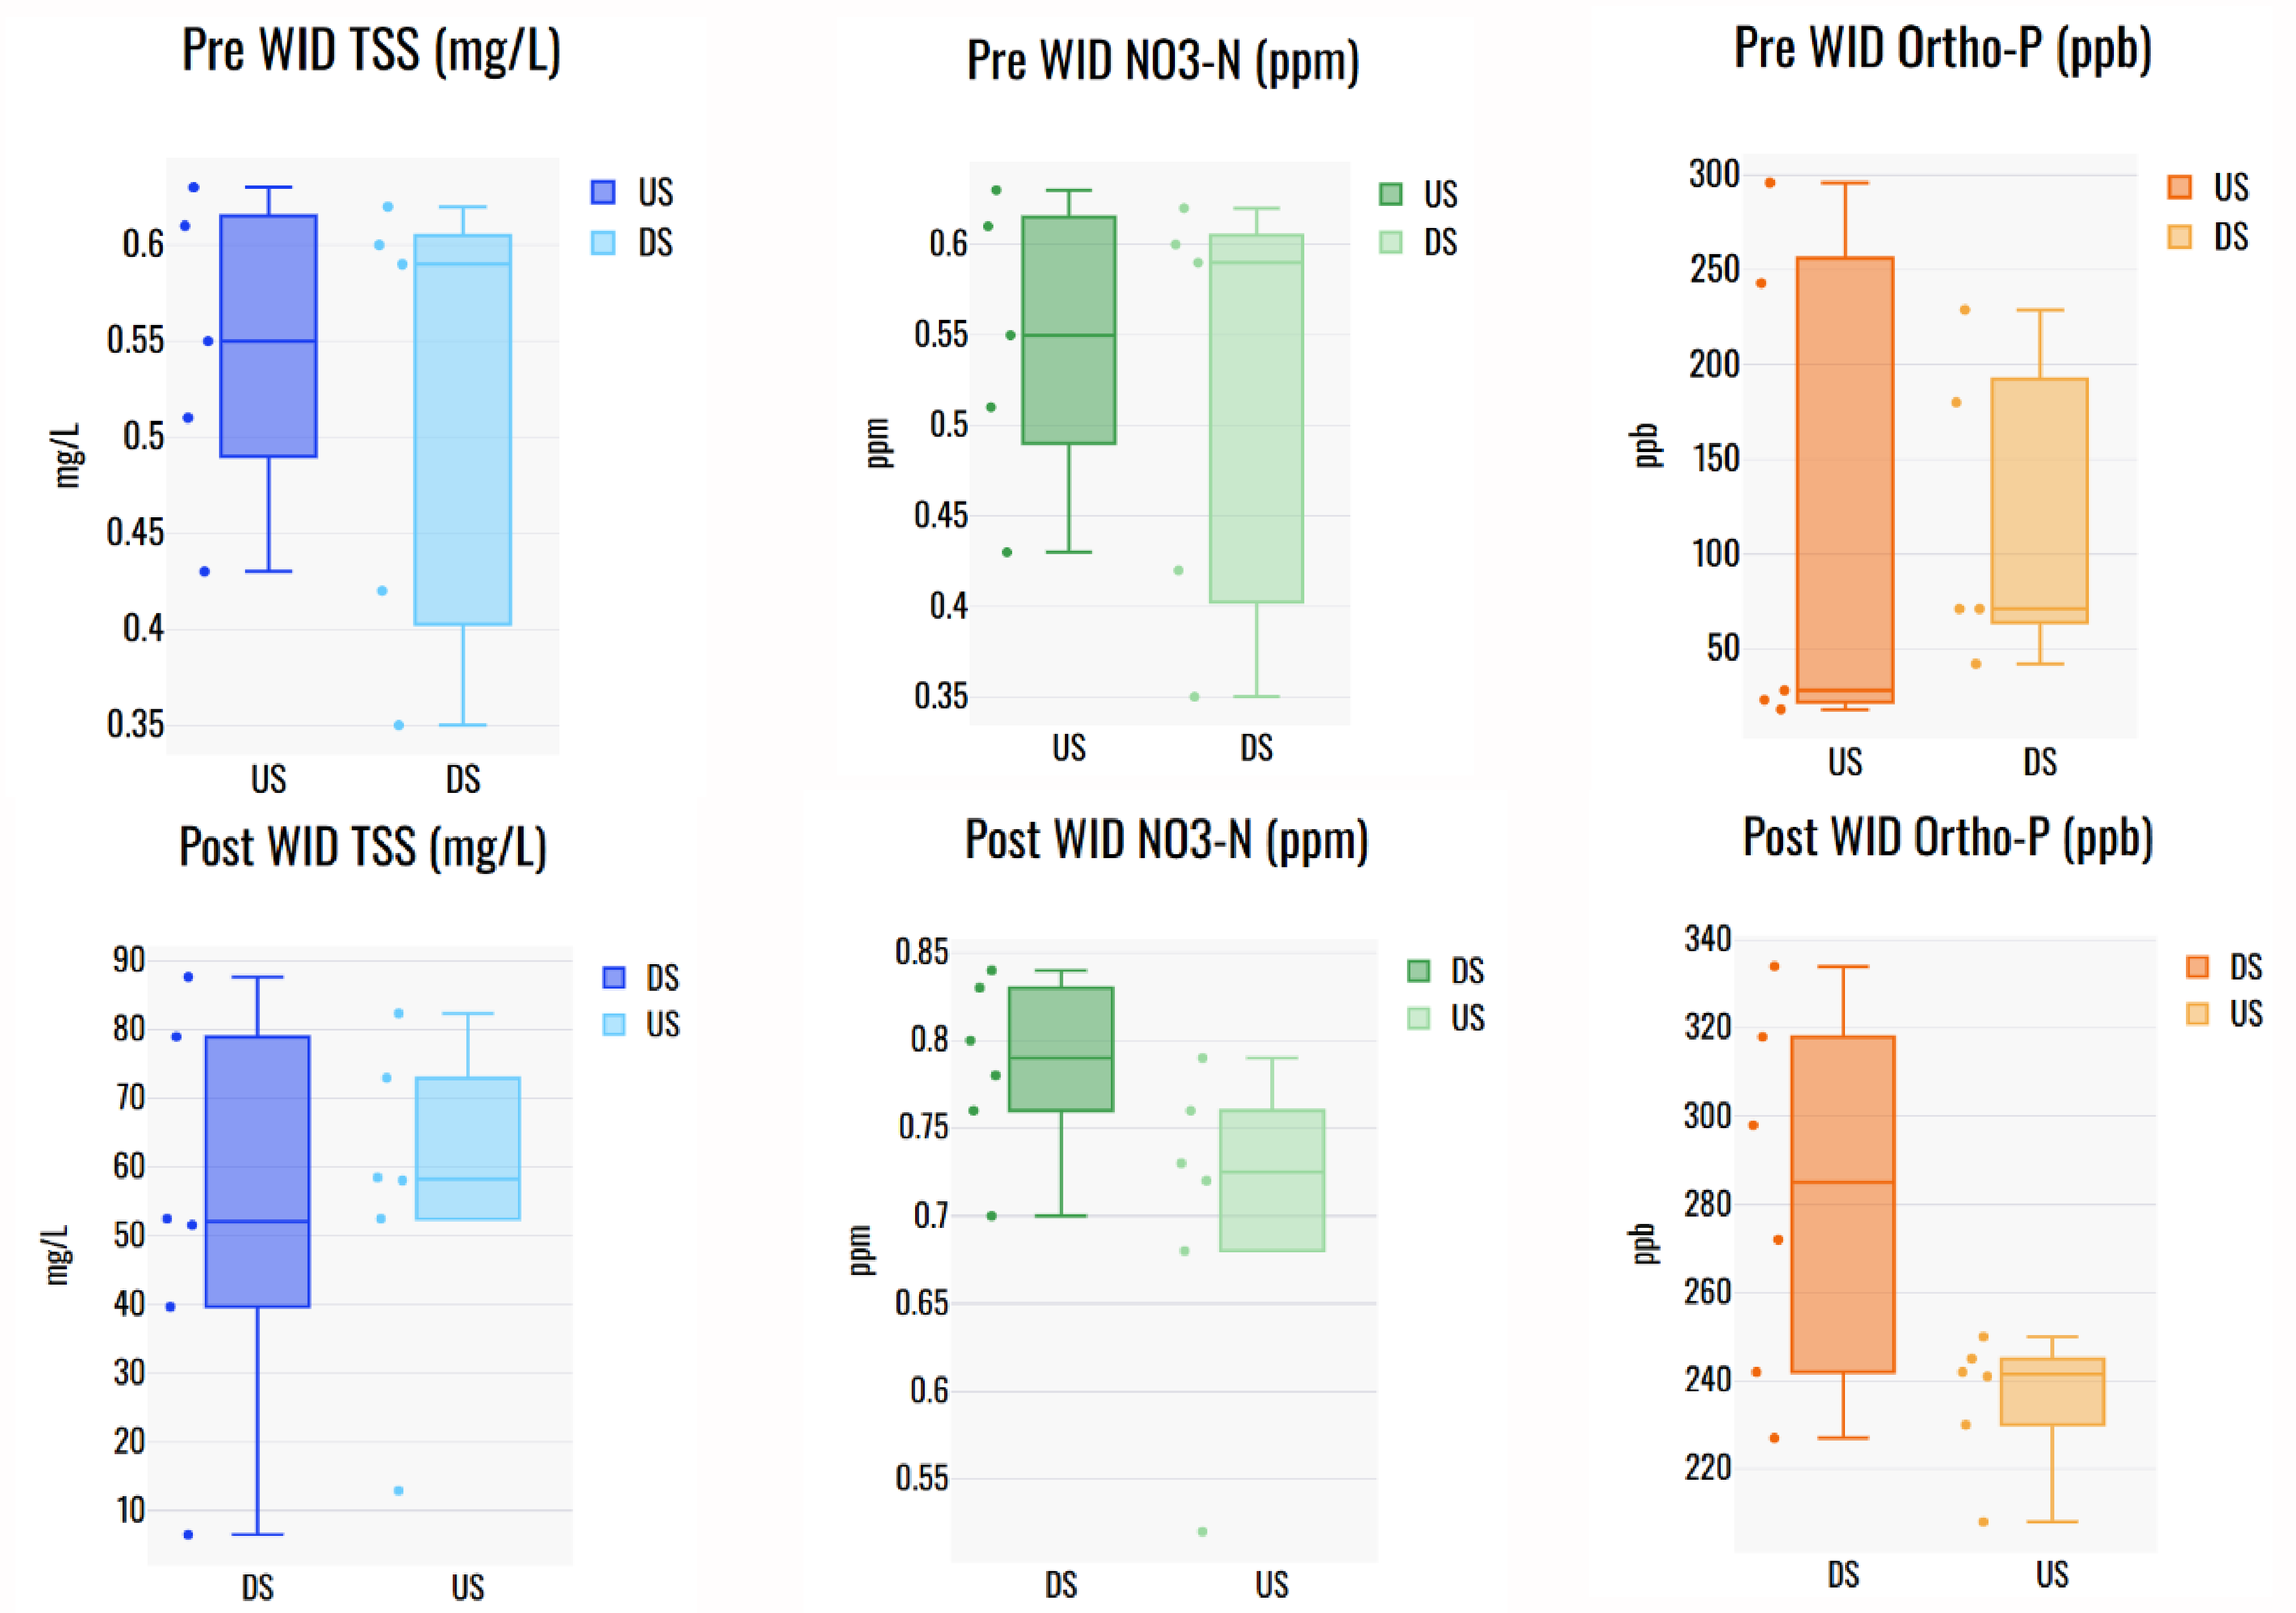 Pre WID TSS (mg/L)
US
DS
0.6
0.55
0.5
0.45
0.4
0.35
mg/L
US DS
Pre WID NO3-N (ppm)
US
DS
0.6
0.55
0.5
0.45
0.4
0.35
ppm
US DS
Pre WID Ortho-P (ppb)
US
DS
300
250
200
150
100
50
ppb
US DS
Post WID TSS (mg/L)
DS
US
90
80
70
60
50
40
30
20
10
mg/L
DS US
Post WID NO3-N (ppm)
DS
US
0.85
0.8
0.75
0.7
0.65
0.6
0.55
ppm
DS US
Post WID Ortho-P (ppb)
DS
US
340
320
300
280
260
240
220
ppb
DS US